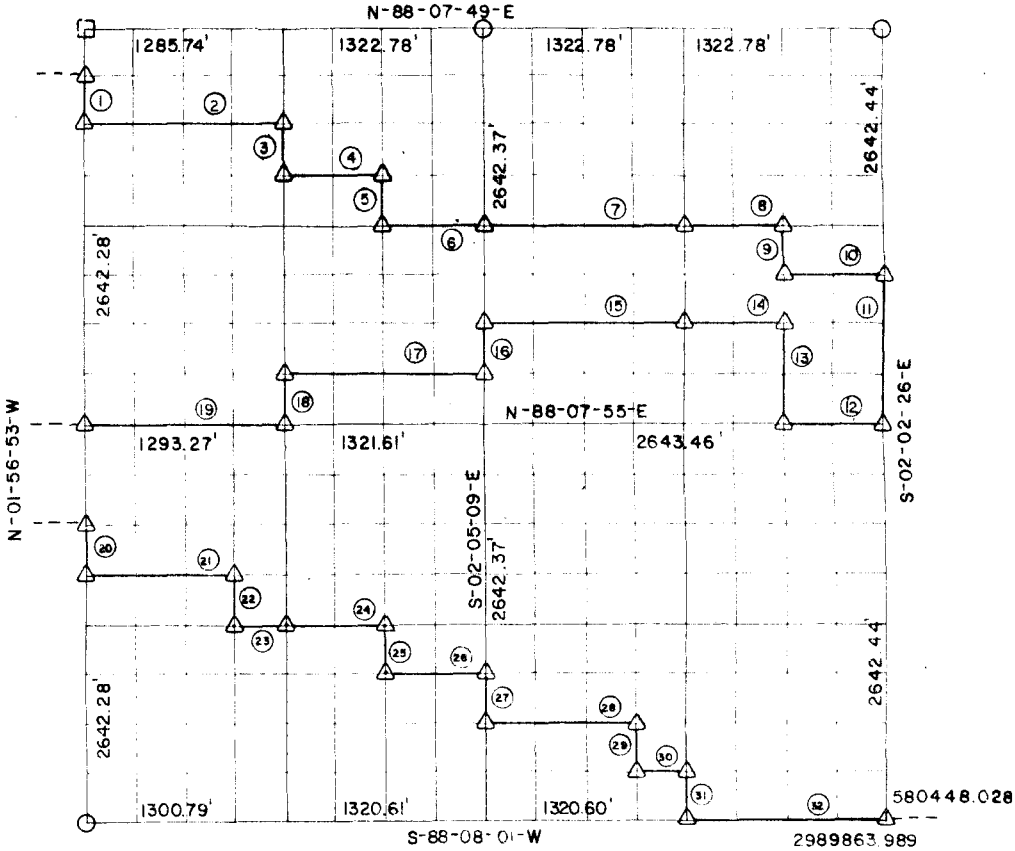 N-88-07-49-E
1285.74' 1322.78' 1322.78' 1322.78'
1 2
3 4 2642.37' 2642.44'
5 6 7 8
2642.28' 9 10
11
15 14
16 13
17
18
19 N-88-07-55-E 12
1293.27' 1321.61' 2643.46'
N-01-56-53-W
S-02-02-26-E
S-02-05-09-E
2642.37'
20 21
22
23 24
25 26
27 28
29 30
2642.28'
2642.44'
31 32
1300.79' 1320.61' 1320.60'
580448.028
S-88-08-01-W
2989863.989